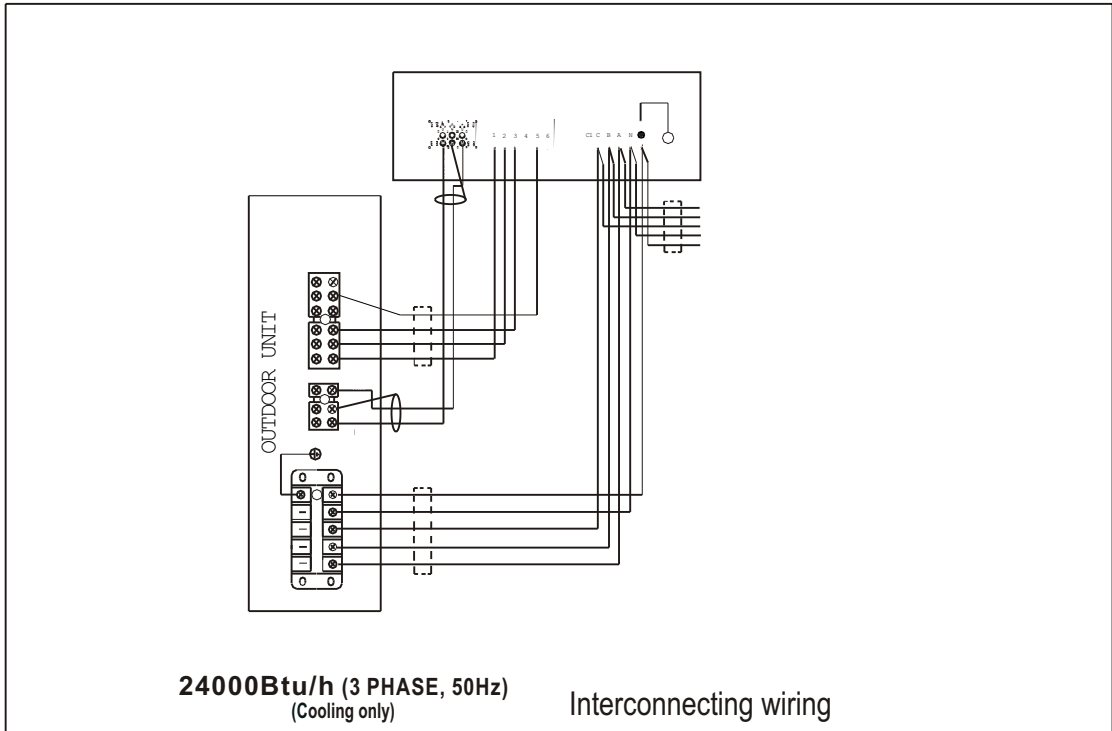 1 2 3 4 5 6 C1 C B A N
OUTDOOR UNIT
24000Btu/h (3 PHASE, 50Hz)
(Cooling only)
Interconnecting wiring